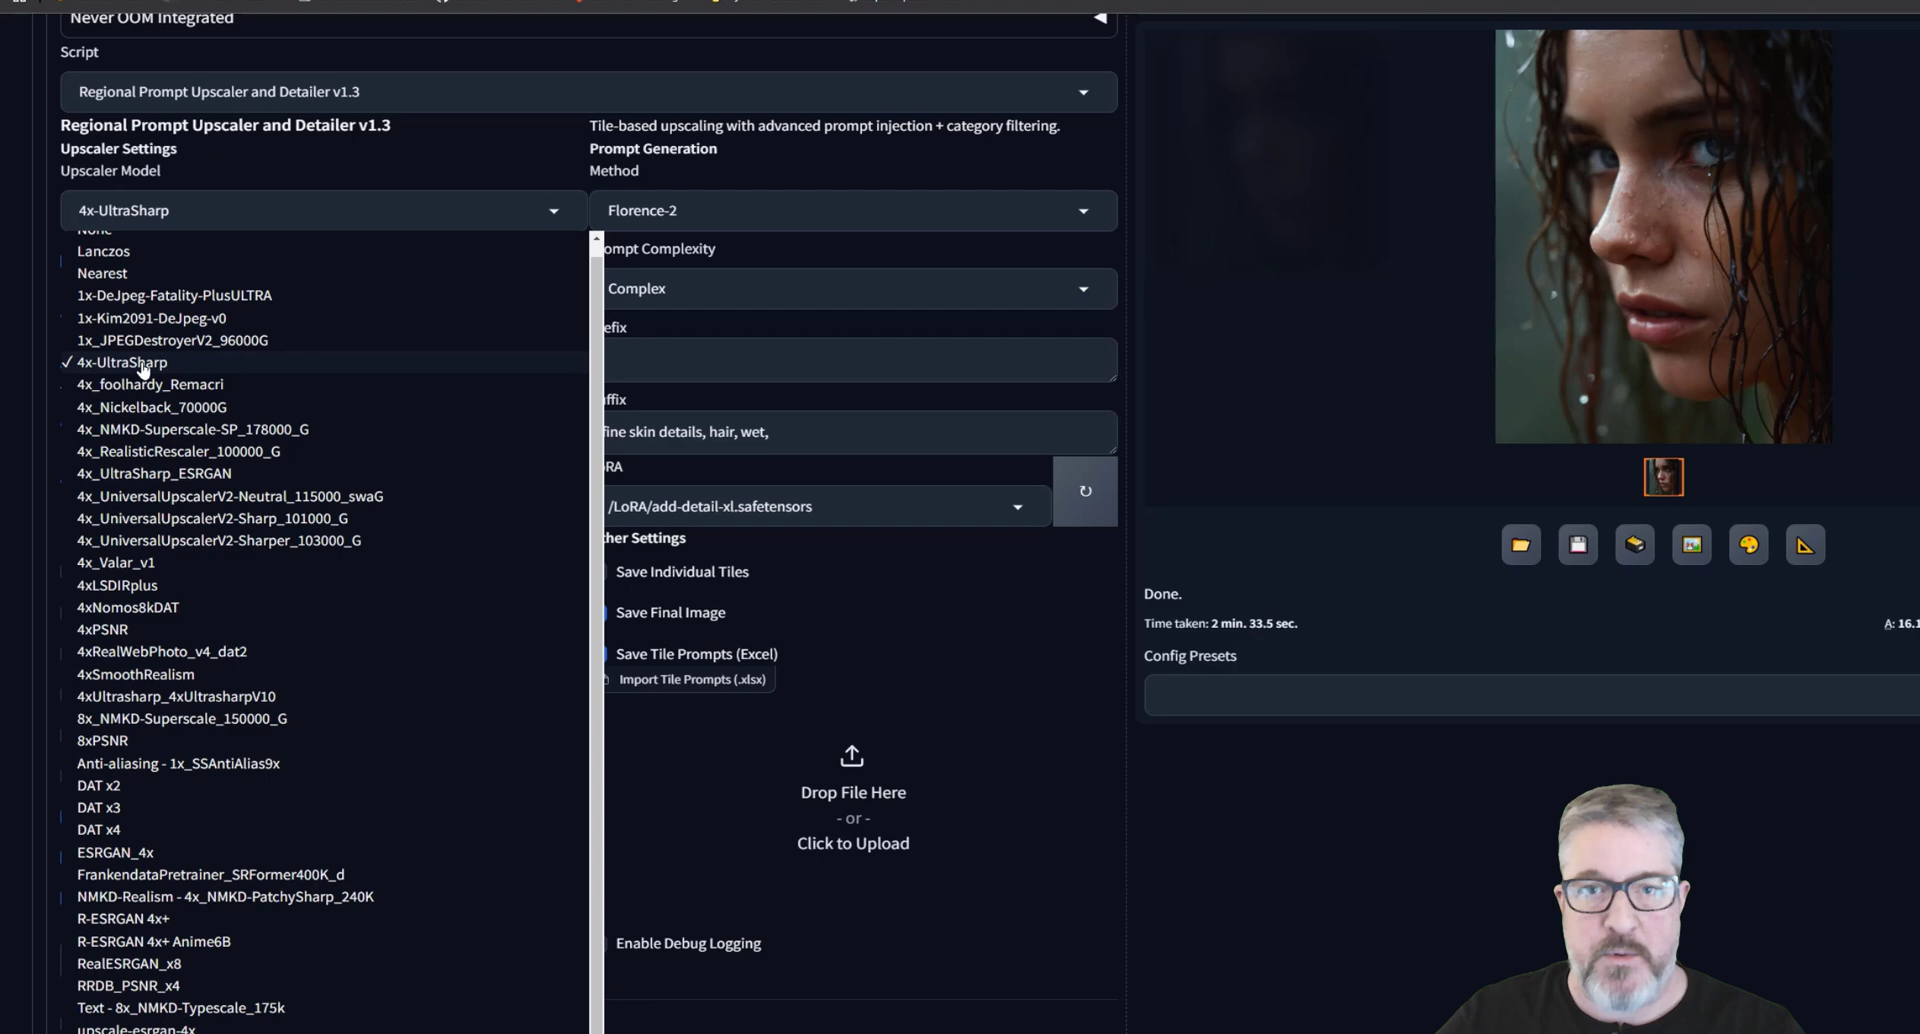 Never OOM Integrated
Script
Regional Prompt Upscaler and Detailer v1.3
Regional Prompt Upscaler and Detailer v1.3
Tile-based upscaling with advanced prompt injection + category filtering.
Upscaler Settings
Prompt Generation
Upscaler Model
Method
4x-UltraSharp
Florence-2
None
Lanczos
Nearest
1x-DeJpeg-Fatality-PlusULTRA
1x-Kim2091-DeJpeg-v0
1x_JPEGDestroyerV2_96000G
4x-UltraSharp
4x_foolhardy_Remacri
4x_Nickelback_70000G
4x_NMKD-Superscale-SP_178000_G
4x_RealisticRescaler_100000_G
4x_UltraSharp_ESRGAN
4x_UniversalUpscalerV2-Neutral_115000_swaG
4x_UniversalUpscalerV2-Sharp_101000_G
4x_UniversalUpscalerV2-Sharper_103000_G
4x_Valar_v1
4xLSDIRplus
4xNomos8kDAT
4xPSNR
4xRealWebPhoto_v4_dat2
4xSmoothRealism
4xUltrasharp_4xUltrasharpV10
8x_NMKD-Superscale_150000_G
8xPSNR
Anti-aliasing - 1x_SSAntiAlias9x
DAT x2
DAT x3
DAT x4
ESRGAN_4x
FrankendataPretrainer_SRFormer400K_d
NMKD-Realism - 4x_NMKD-PatchySharp_240K
R-ESRGAN 4x+
R-ESRGAN 4x+ Anime6B
RealESRGAN_x8
RRDB_PSNR_x4
Text - 8x_NMKD-Typescale_175k
upscale-esrgan-4x
ompt Complexity
Complex
efix
uffix
fine skin details, hair, wet,
RA
/LoRA/add-detail-xl.safetensors
ther Settings
Save Individual Tiles
Save Final Image
Save Tile Prompts (Excel)
Import Tile Prompts (.xlsx)
Drop File Here
- or -
Click to Upload
Enable Debug Logging
Done.
Time taken: 2 min. 33.5 sec.
A: 16.1
Config Presets